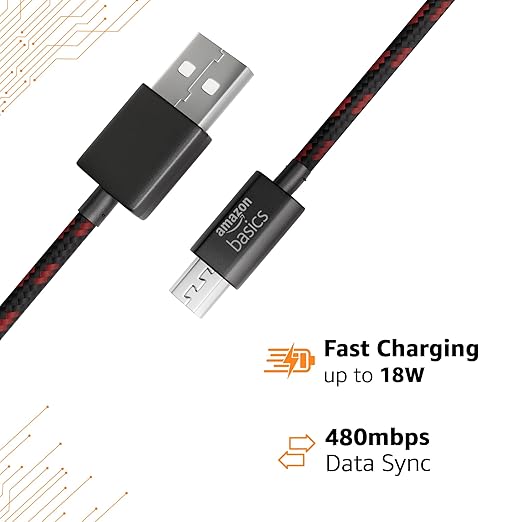 amazon
basics
Fast Charging
up to 18W
480mbps
Data Sync